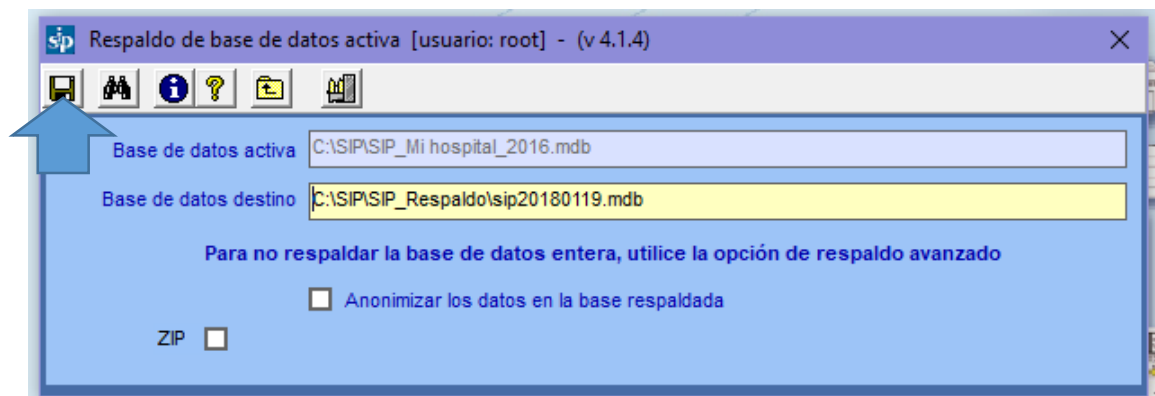 sip Respaldo de base de datos activa [usuario: root] - (v 4.1.4)
Base de datos activa C:\SIP\SIP_Mi hospital_2016.mdb
Base de datos destino C:\SIP\SIP_Respaldo\sip20180119.mdb
Para no respaldar la base de datos entera, utilice la opción de respaldo avanzado
Anonimizar los datos en la base respaldada
ZIP